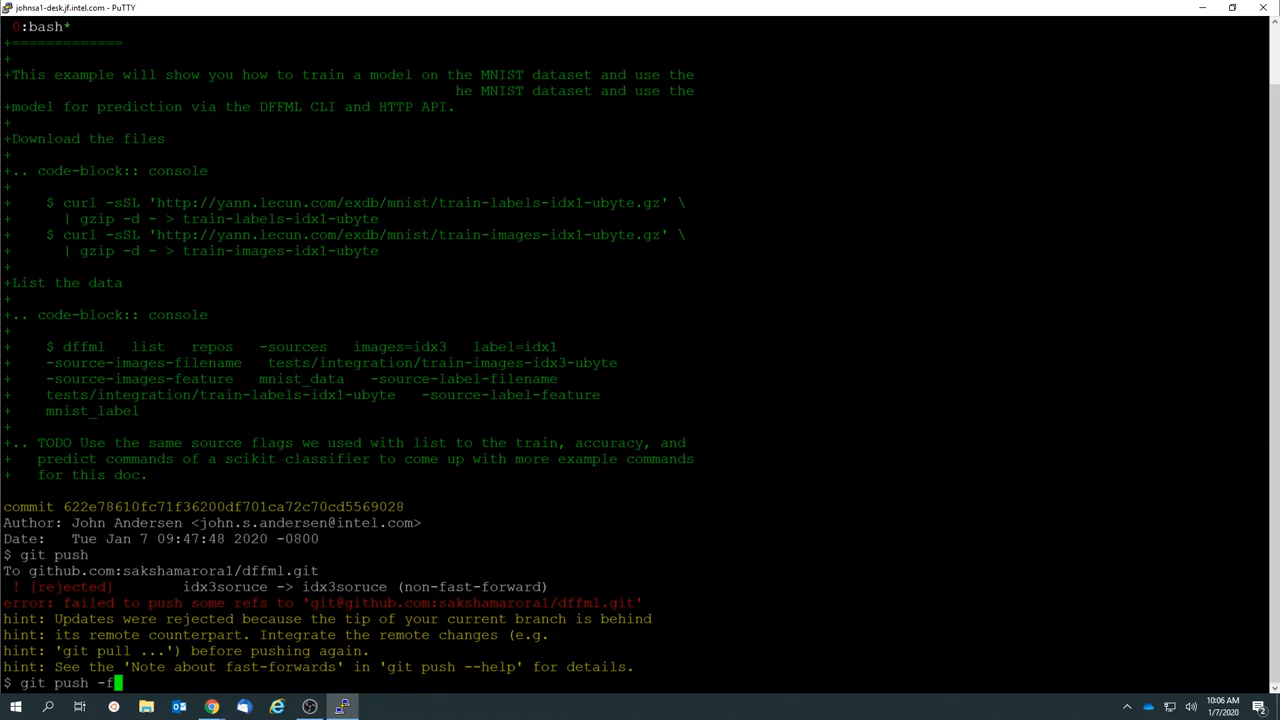 johnsa1-desk.jf.intel.com - PuTTY
0:bash*
+=============
+
+This example will show you how to train a model on the MNIST dataset and use the
he MNIST dataset and use the
+model for prediction via the DFFML CLI and HTTP API.
+
+Download the files
+
+.. code-block:: console
+
+    $ curl -sSL 'http://yann.lecun.com/exdb/mnist/train-labels-idx1-ubyte.gz' \
+      | gzip -d - > train-labels-idx1-ubyte
+    $ curl -sSL 'http://yann.lecun.com/exdb/mnist/train-images-idx1-ubyte.gz' \
+      | gzip -d - > train-images-idx1-ubyte
+
+List the data
+
+.. code-block:: console
+
+    $ dffml   list   repos   -sources   images=idx3   label=idx1
+    -source-images-filename   tests/integration/train-images-idx3-ubyte
+    -source-images-feature  mnist_data   -source-label-filename
+    tests/integration/train-labels-idx1-ubyte   -source-label-feature
+    mnist_label
+
+.. TODO Use the same source flags we used with list to the train, accuracy, and
+   predict commands of a scikit classifier to come up with more example commands
+   for this doc.
commit 622e78610fc71f36200df701ca72c70cd5569028
Author: John Andersen <john.s.andersen@intel.com>
Date:   Tue Jan 7 09:47:48 2020 -0800
$ git push
To github.com:sakshamarora1/dffml.git
! [rejected]        idx3soruce -> idx3soruce (non-fast-forward)
error: failed to push some refs to 'git@github.com:sakshamarora1/dffml.git'
hint: Updates were rejected because the tip of your current branch is behind
hint: its remote counterpart. Integrate the remote changes (e.g.
hint: 'git pull ...') before pushing again.
hint: See the 'Note about fast-forwards' in 'git push --help' for details.
$ git push -f
10:06 AM
1/7/2020
2